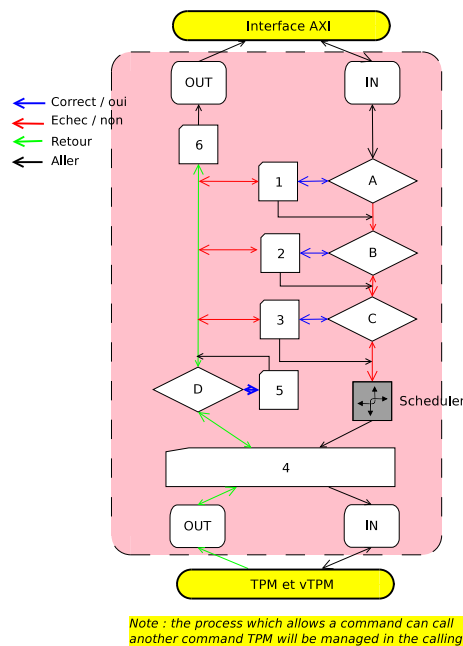 Interface AXI
OUT
IN
Correct / oui
Echec / non
Retour
Aller
6
1
A
2
B
3
C
D
5
Scheduler
4
OUT
IN
TPM et vTPM
Note : the process which allows a command can call
another command TPM will be managed in the calling